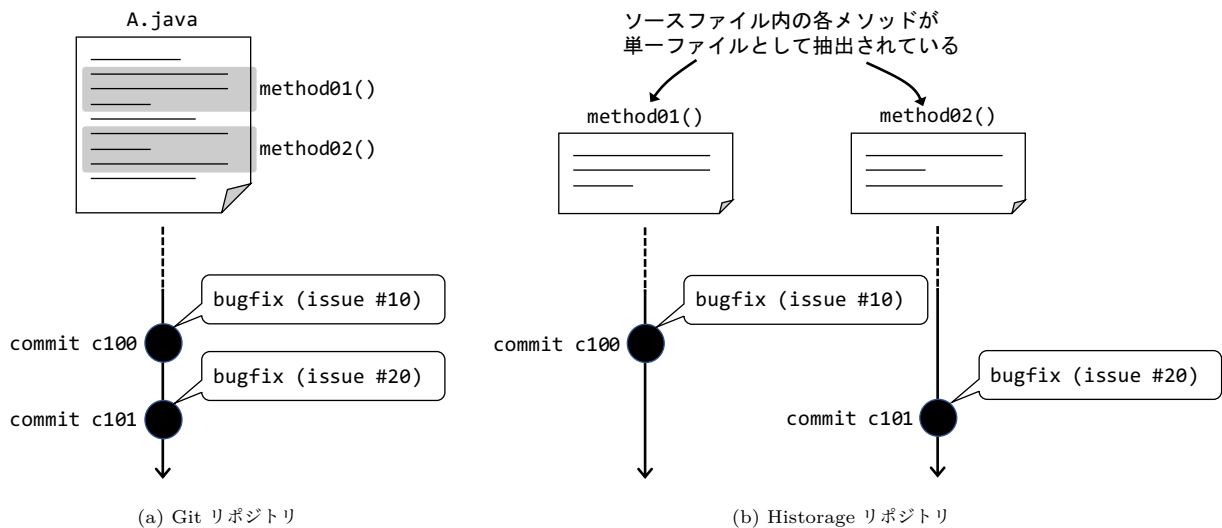 A.java
method01()
method02()
bugfix (issue #10)
commit c100
bugfix (issue #20)
commit c101
(a) Git リポジトリ
ソースファイル内の各メソッドが
単一ファイルとして抽出されている
method01()
method02()
bugfix (issue #10)
commit c100
bugfix (issue #20)
commit c101
(b) Historage リポジトリ